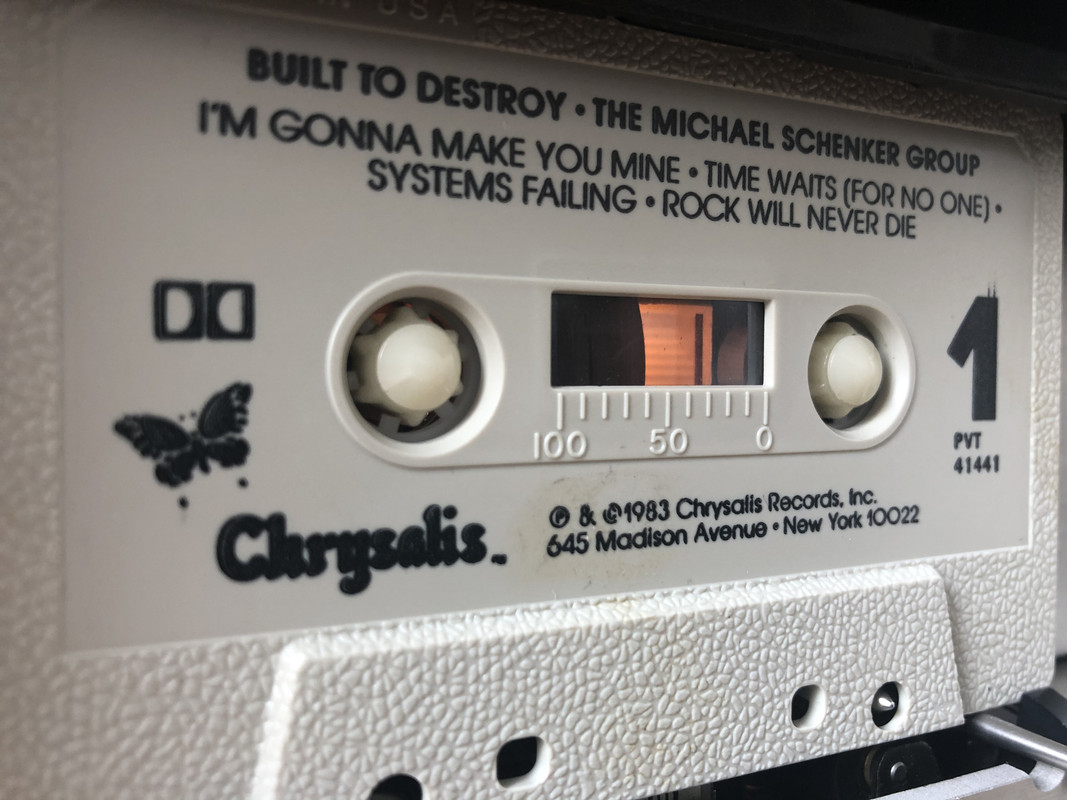 USA
BUILT TO DESTROY • THE MICHAEL SCHENKER GROUP
I'M GONNA MAKE YOU MINE • TIME WAITS (FOR NO ONE) •
SYSTEMS FAILING • ROCK WILL NEVER DIE
1
PVT
41441
100 50 0
Chrysalis
℗ & ©1983 Chrysalis Records, Inc.
645 Madison Avenue • New York 10022